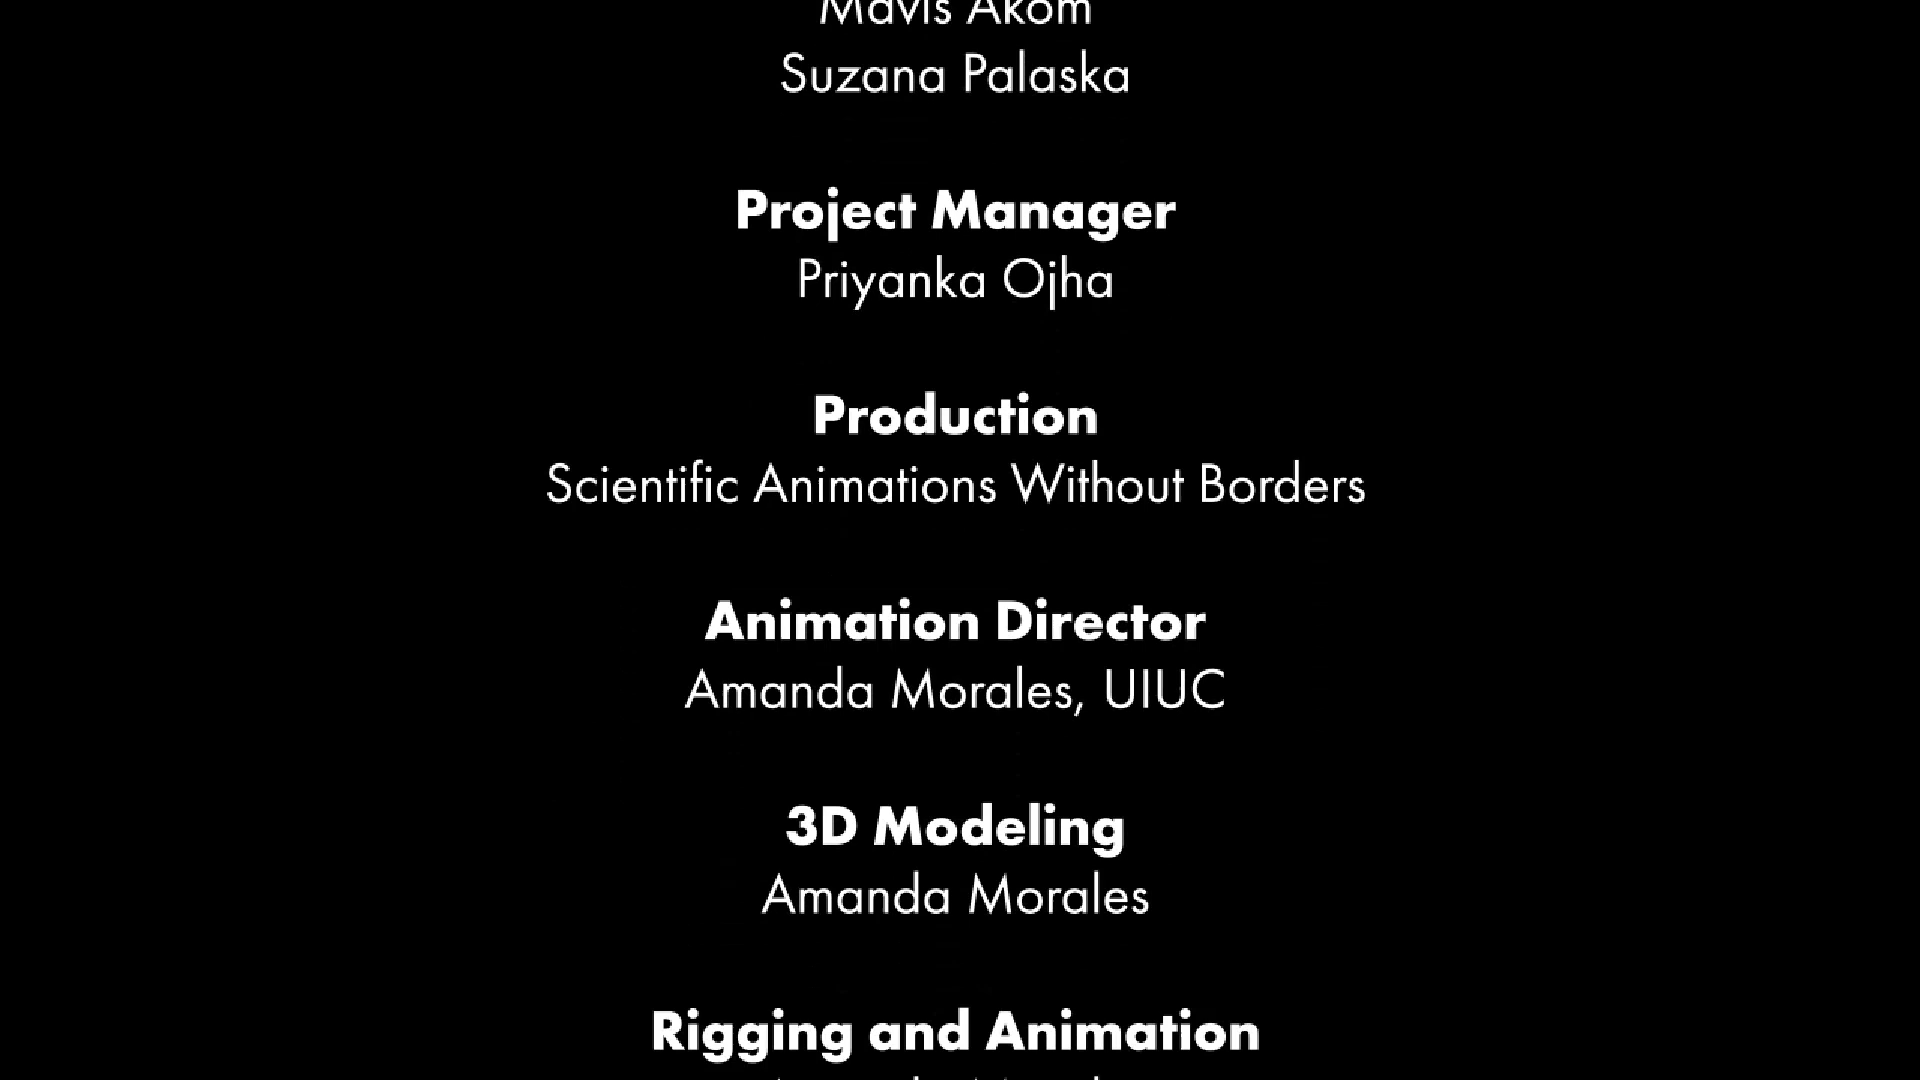 Mavis Akom
Suzana Palaska
Project Manager
Priyanka Ojha
Production
Scientific Animations Without Borders
Animation Director
Amanda Morales, UIUC
3D Modeling
Amanda Morales
Rigging and Animation